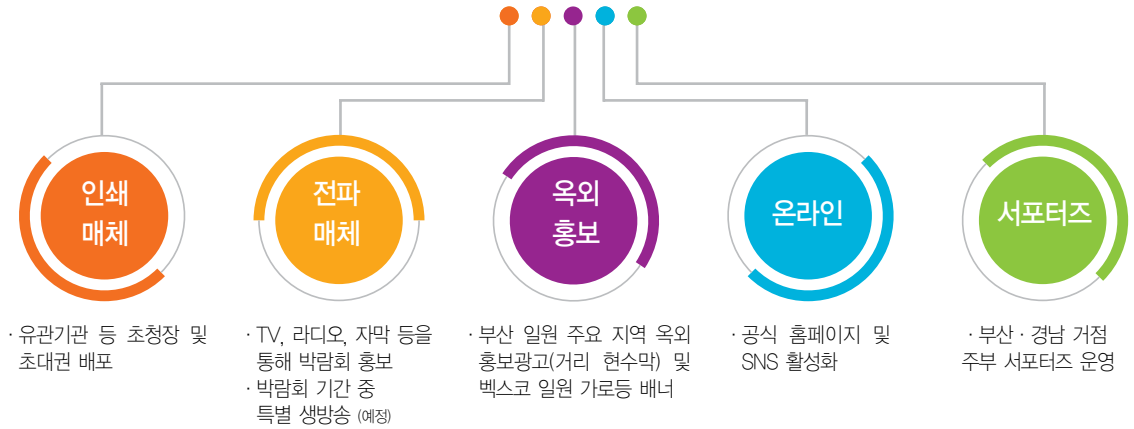 인쇄
매체
전파
매체
옥외
홍보
온라인
서포터즈
· 유관기관 등 초청장 및
초대권 배포
· TV, 라디오, 자막 등을
통해 박람회 홍보
· 박람회 기간 중
특별 생방송 (예정)
· 부산 일원 주요 지역 옥외
홍보광고(거리 현수막) 및
벡스코 일원 가로등 배너
· 공식 홈페이지 및
SNS 활성화
· 부산 · 경남 거점
주부 서포터즈 운영